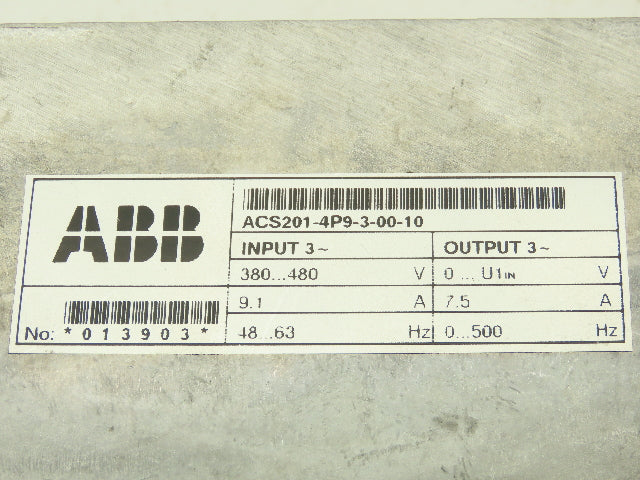 ABB
ACS201-4P9-3-00-10
INPUT 3~ OUTPUT 3~
380...480 V 0 ... U1IN V
9.1 A 7.5 A
No: *013903* 48...63 Hz 0...500 Hz